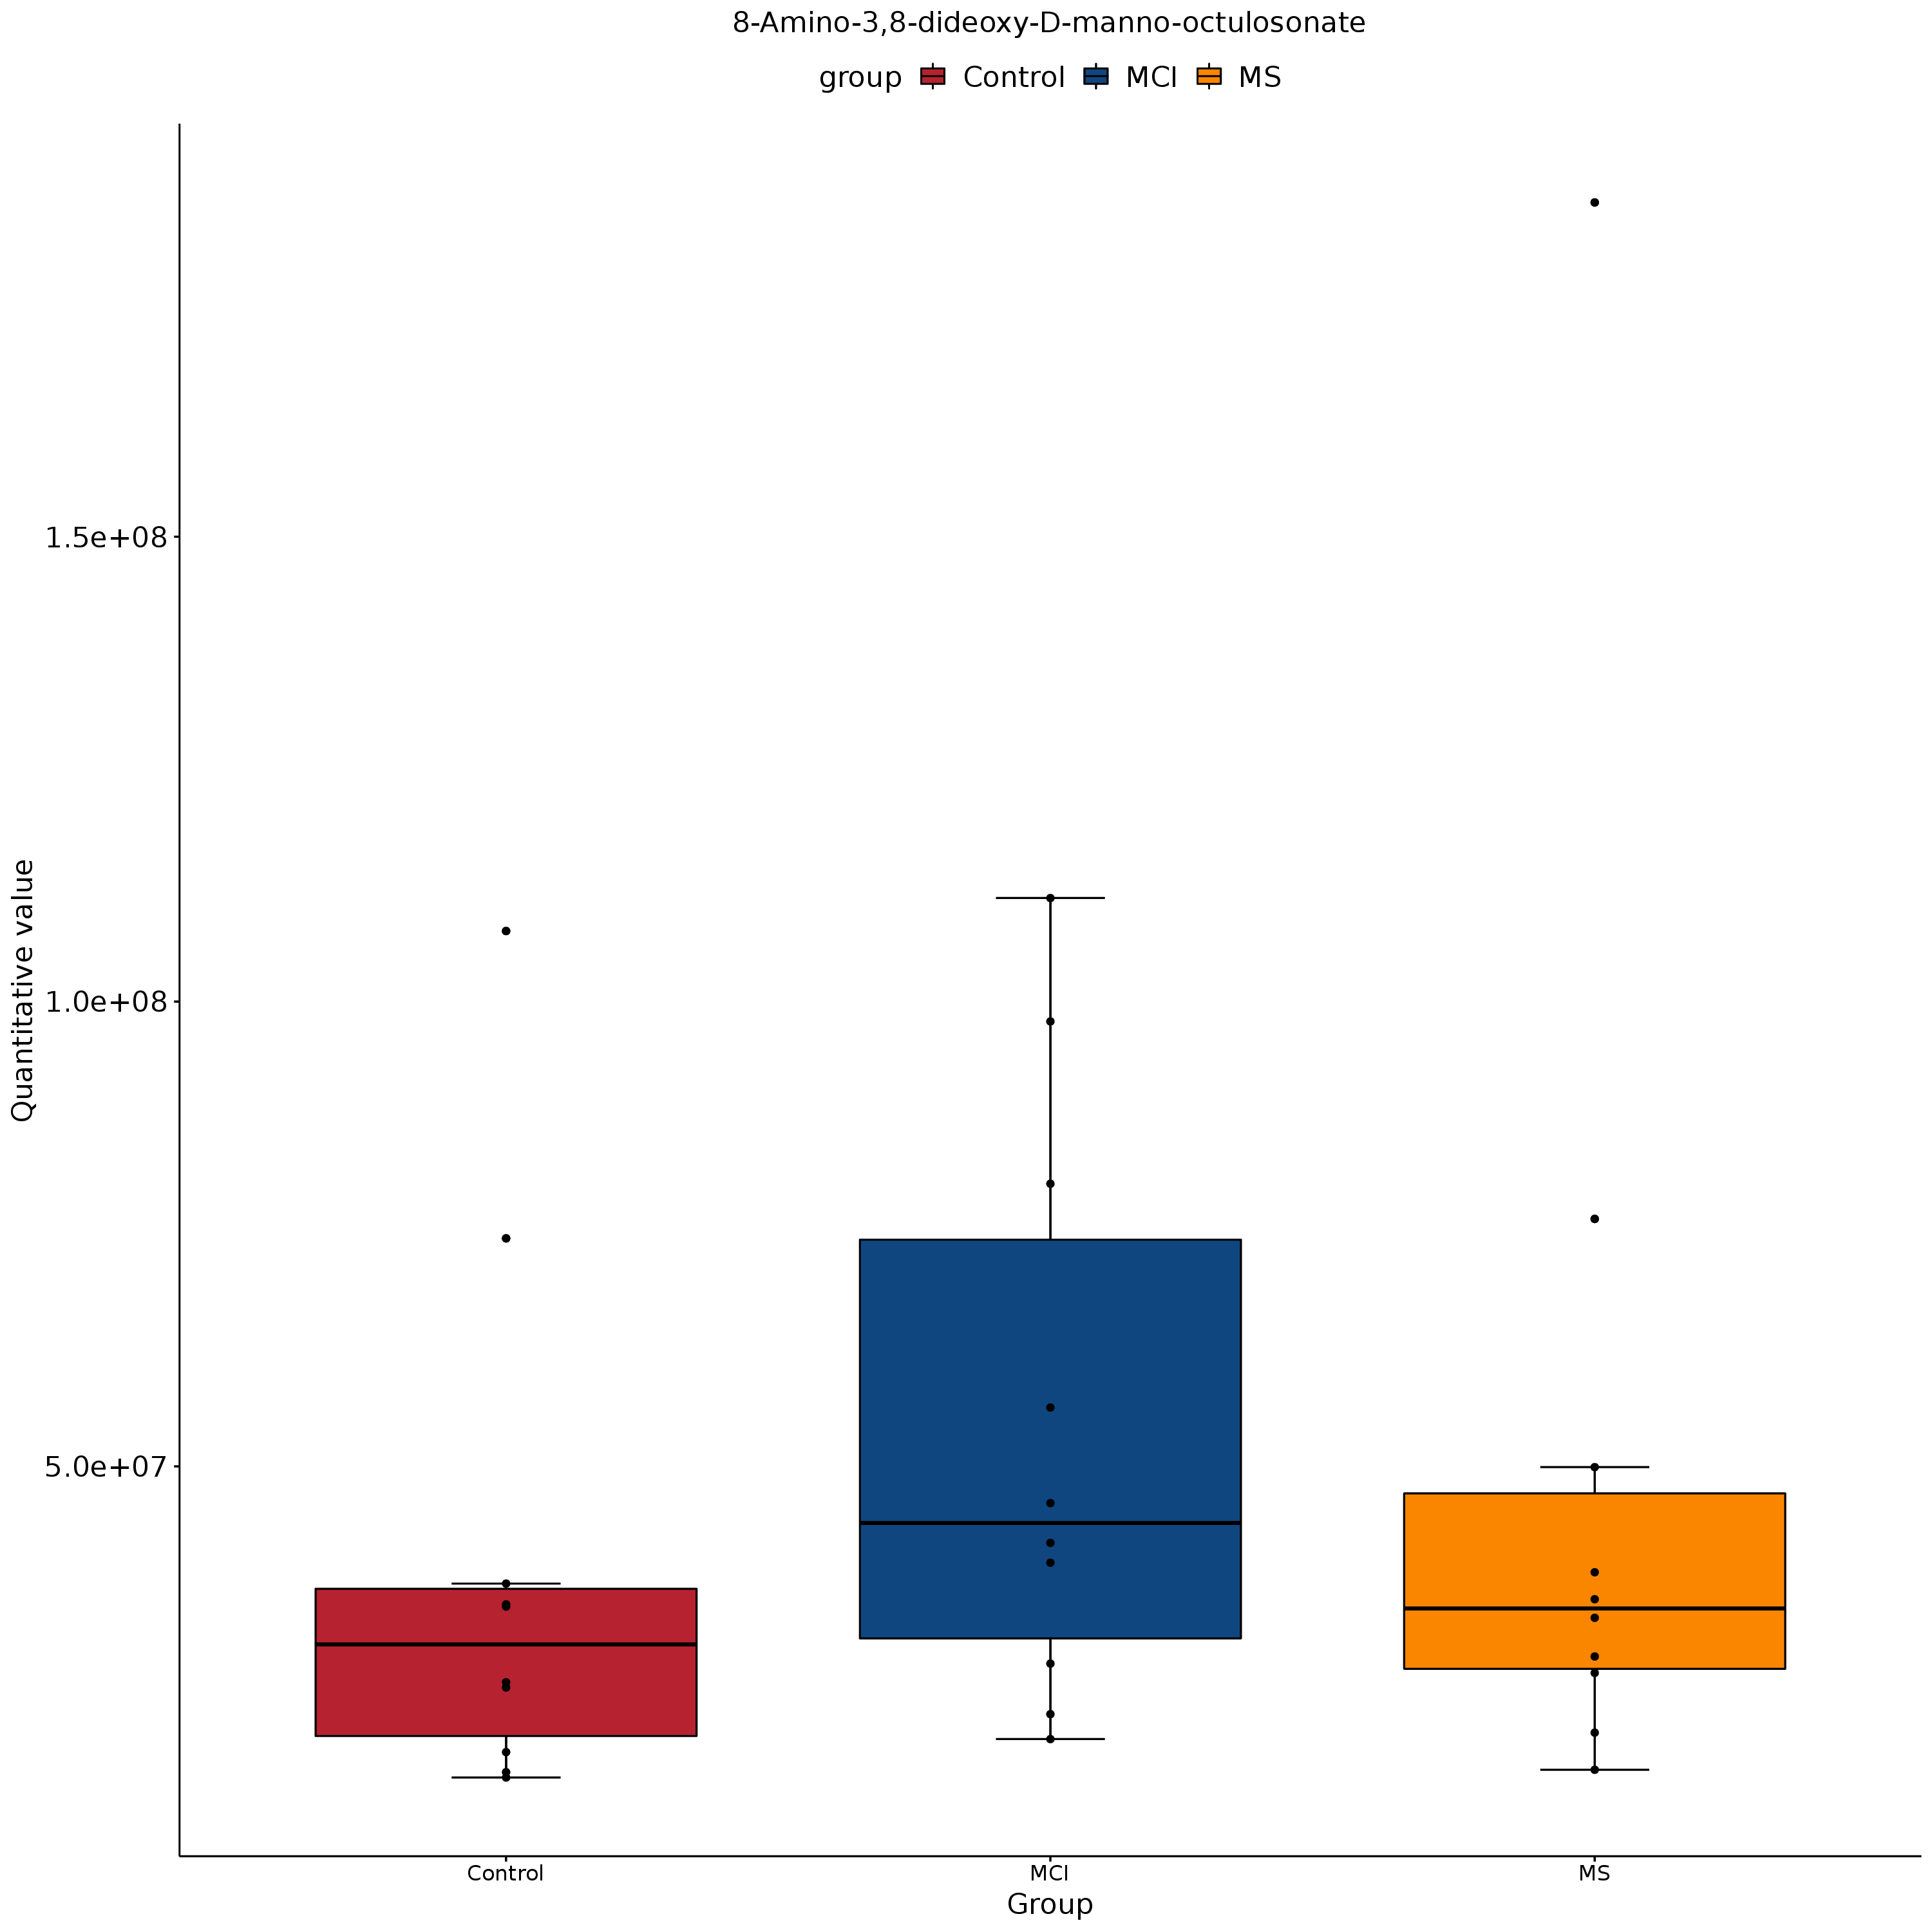 8-Amino-3,8-dideoxy-D-manno-octulosonate
group Control MCI MS
Quantitative value
1.5e+08
1.0e+08
5.0e+07
Control MCI MS
Group